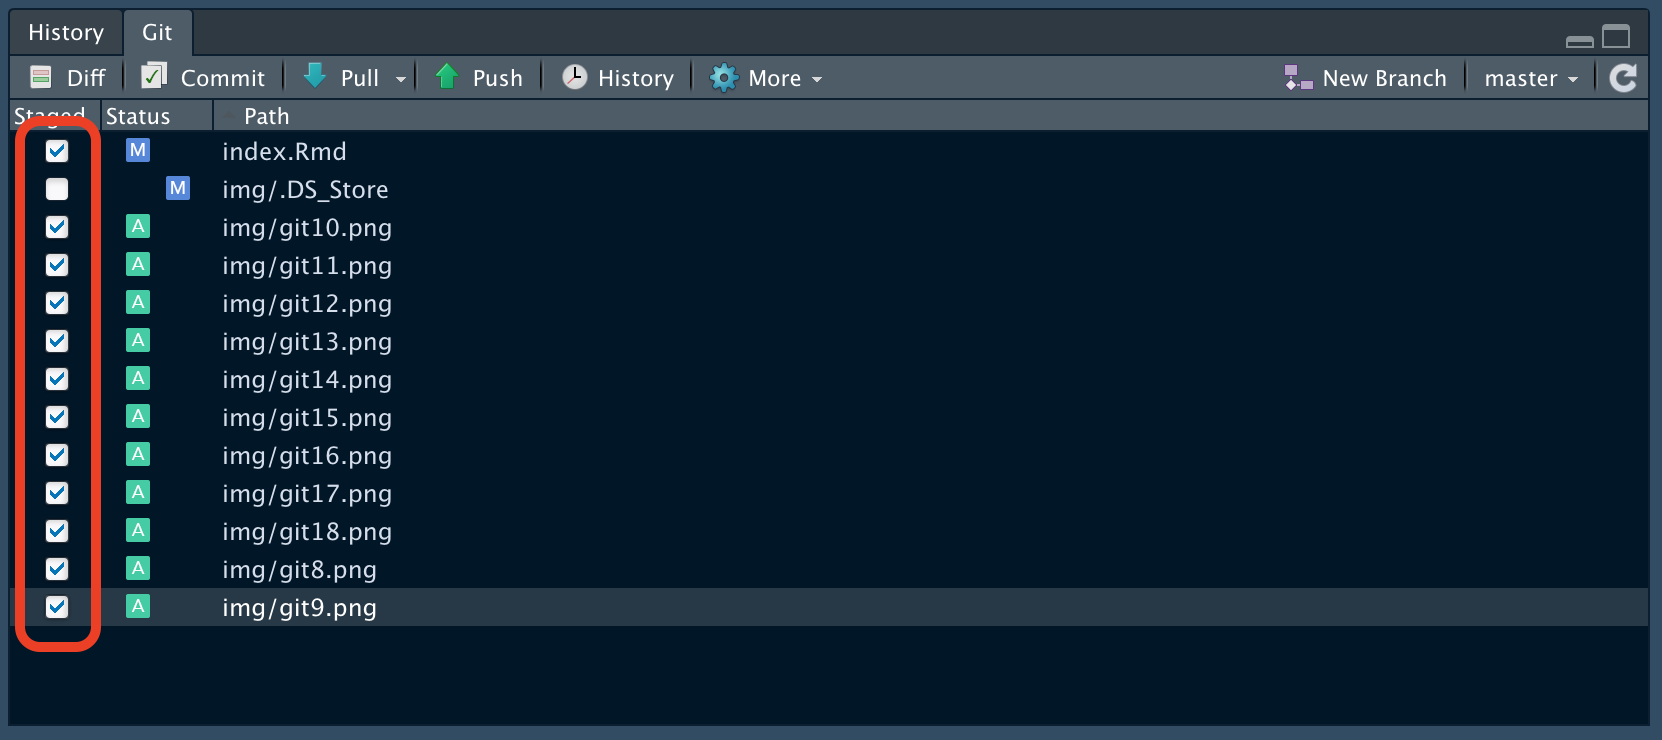 History Git
Diff Commit Pull Push History More New Branch master
Staged Status Path
M index.Rmd
M img/.DS_Store
A img/git10.png
A img/git11.png
A img/git12.png
A img/git13.png
A img/git14.png
A img/git15.png
A img/git16.png
A img/git17.png
A img/git18.png
A img/git8.png
A img/git9.png